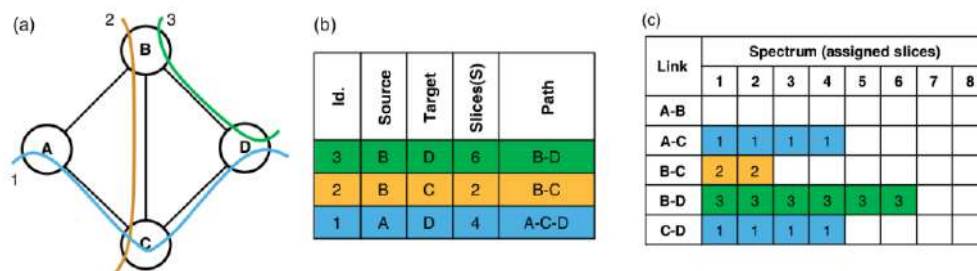 (a)
2
3
B
A
D
1
C
(b)
Id. Source Target Slices(S) Path
3 B D 6 B-D
2 B C 2 B-C
1 A D 4 A-C-D
(c)
Link Spectrum (assigned slices)
1 2 3 4 5 6 7 8
A-B
A-C 1 1 1 1
B-C 2 2
B-D 3 3 3 3 3 3
C-D 1 1 1 1